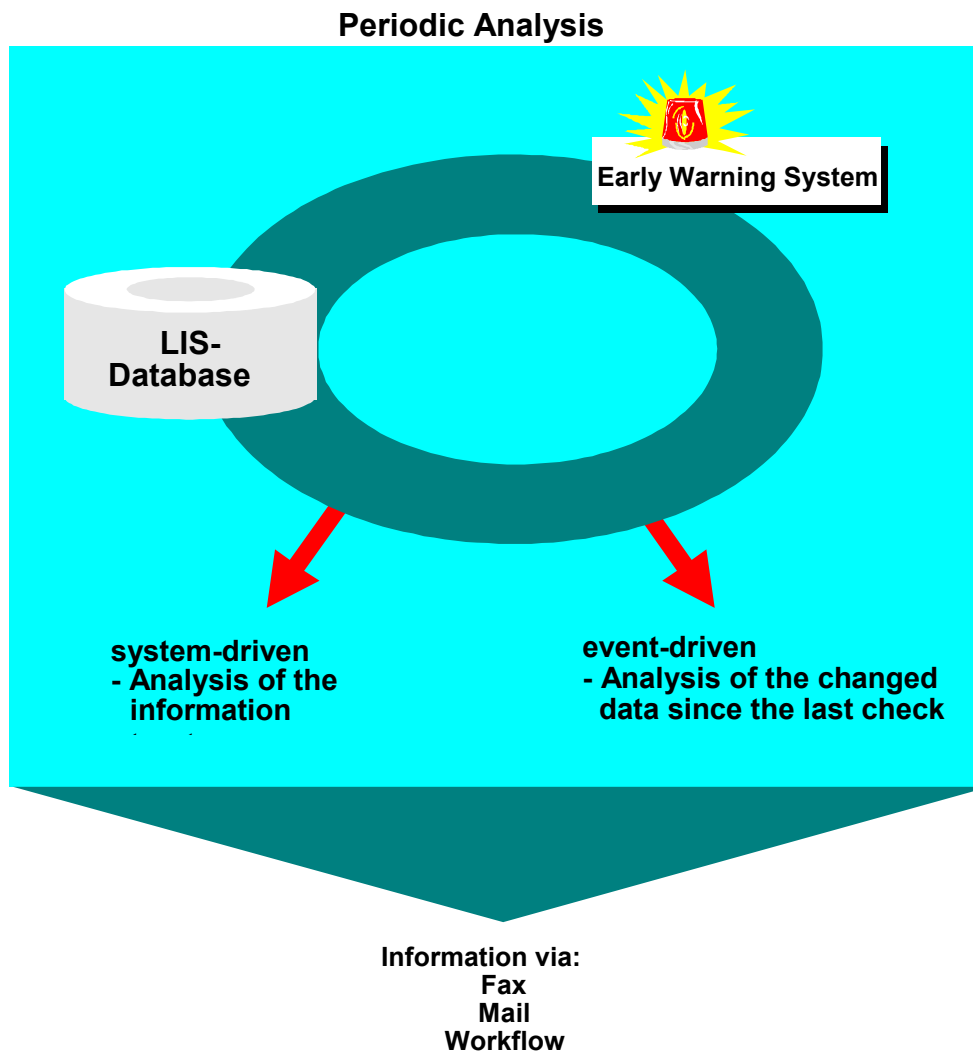 Periodic Analysis
Early Warning System
LIS-
Database
system-driven
- Analysis of the
information
event-driven
- Analysis of the changed
data since the last check
Information via:
Fax
Mail
Workflow